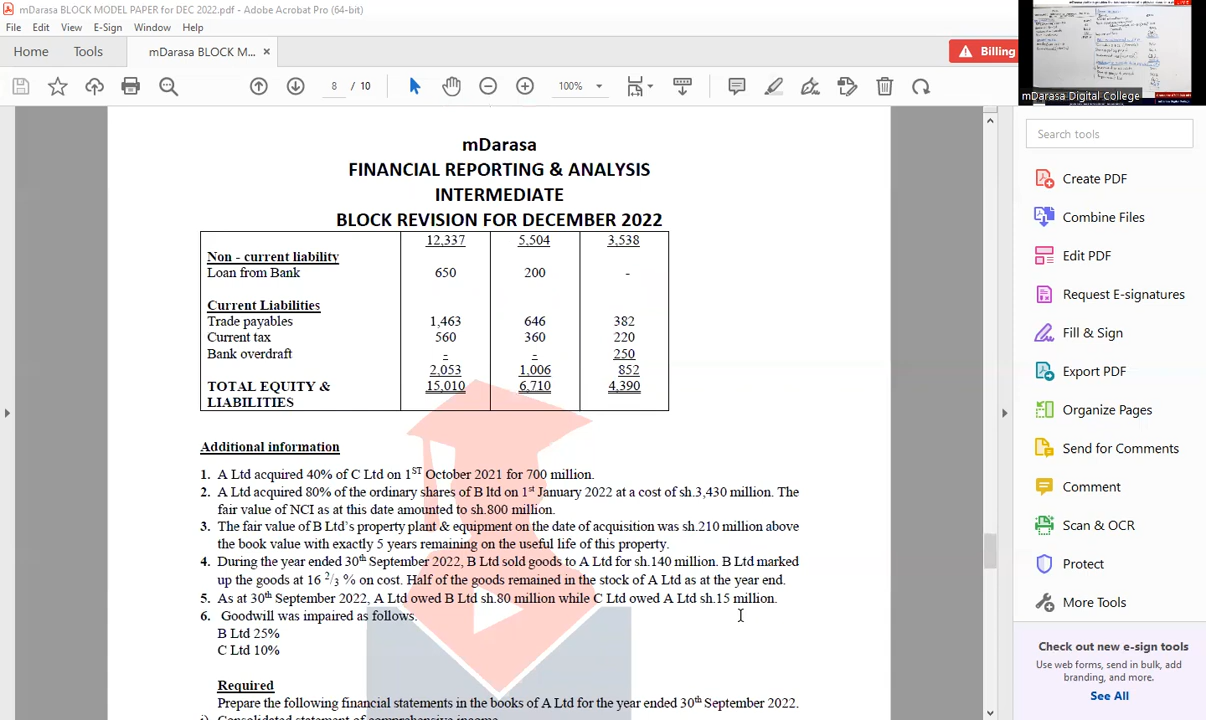 mDarasa BLOCK MODEL PAPER for DEC 2022.pdf - Adobe Acrobat Pro (64-bit)
File Edit View E-Sign Window Help
Home Tools mDarasa BLOCK M... × Billing
8 / 10 100%
mDarasa Digital College
Search tools
Create PDF
Combine Files
Edit PDF
Request E-signatures
Fill & Sign
Export PDF
Organize Pages
Send for Comments
Comment
Scan & OCR
Protect
More Tools
Check out new e-sign tools
Use web forms, send in bulk, add
branding, and more.
See All
mDarasa
FINANCIAL REPORTING & ANALYSIS
INTERMEDIATE
BLOCK REVISION FOR DECEMBER 2022
12,337 5,504 3,538
Non - current liability
Loan from Bank 650 200 -
Current Liabilities
Trade payables 1,463 646 382
Current tax 560 360 220
Bank overdraft - - 250
2,053 1,006 852
TOTAL EQUITY & 15,010 6,710 4,390
LIABILITIES
Additional information
1. A Ltd acquired 40% of C Ltd on 1ST October 2021 for 700 million.
2. A Ltd acquired 80% of the ordinary shares of B ltd on 1st January 2022 at a cost of sh.3,430 million. The
fair value of NCI as at this date amounted to sh.800 million.
3. The fair value of B Ltd's property plant & equipment on the date of acquisition was sh.210 million above
the book value with exactly 5 years remaining on the useful life of this property.
4. During the year ended 30th September 2022, B Ltd sold goods to A Ltd for sh.140 million. B Ltd marked
up the goods at 16 2/3 % on cost. Half of the goods remained in the stock of A Ltd as at the year end.
5. As at 30th September 2022, A Ltd owed B Ltd sh.80 million while C Ltd owed A Ltd sh.15 million.
6. Goodwill was impaired as follows.
B Ltd 25%
C Ltd 10%
Required
Prepare the following financial statements in the books of A Ltd for the year ended 30th September 2022.
i) Consolidated statement of comprehensive income